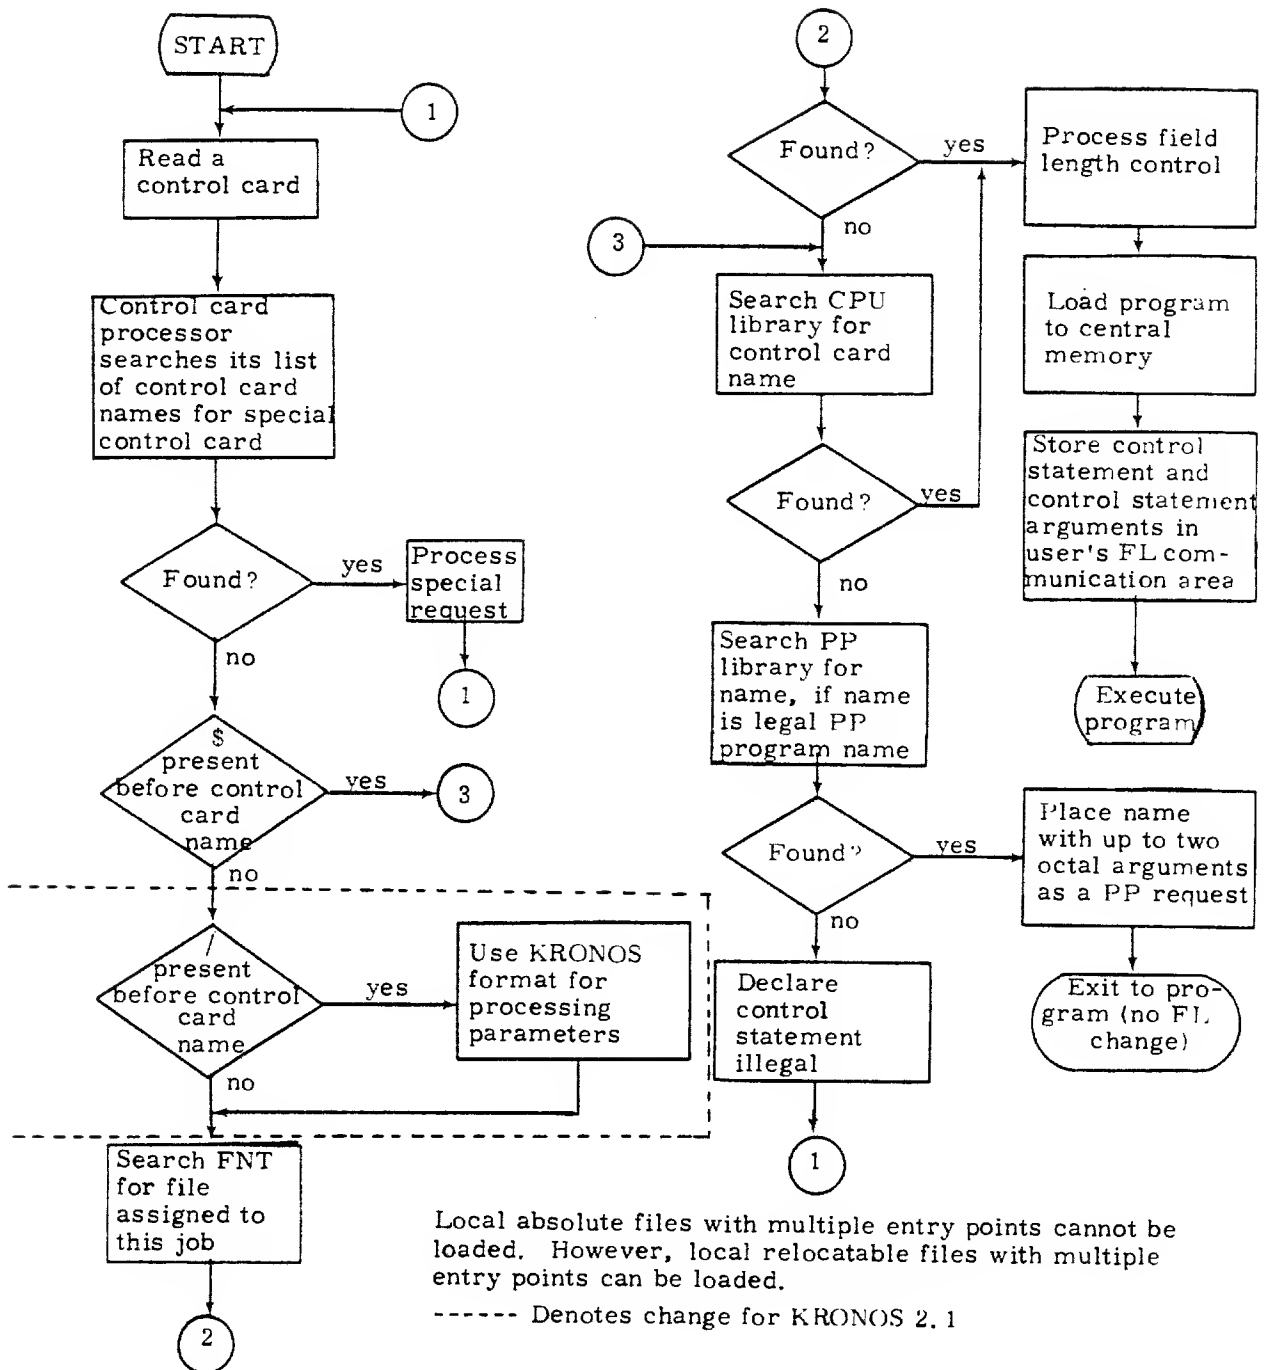 START
1
Read a
control card
Control card
processor
searches its list
of control card
names for special
control card
Found?
yes
Process
special
request
1
no
$
present
before control
card
name
yes
3
no
/
present
before control
card
name
yes
Use KRONOS
format for
processing
parameters
no
Search FNT
for file
assigned to
this job
2
2
Found?
yes
no
3
Search CPU
library for
control card
name
Found?
yes
no
Search PP
library for
name, if name
is legal PP
program name
Found?
yes
no
Declare
control
statement
illegal
1
Process field
length control
Load program
to central
memory
Store control
statement and
control statement
arguments in
user's FL com-
munication area
Execute
program
Place name
with up to two
octal arguments
as a PP request
Exit to pro-
gram (no FL
change)
Local absolute files with multiple entry points cannot be
loaded. However, local relocatable files with multiple
entry points can be loaded.
------ Denotes change for KRONOS 2.1